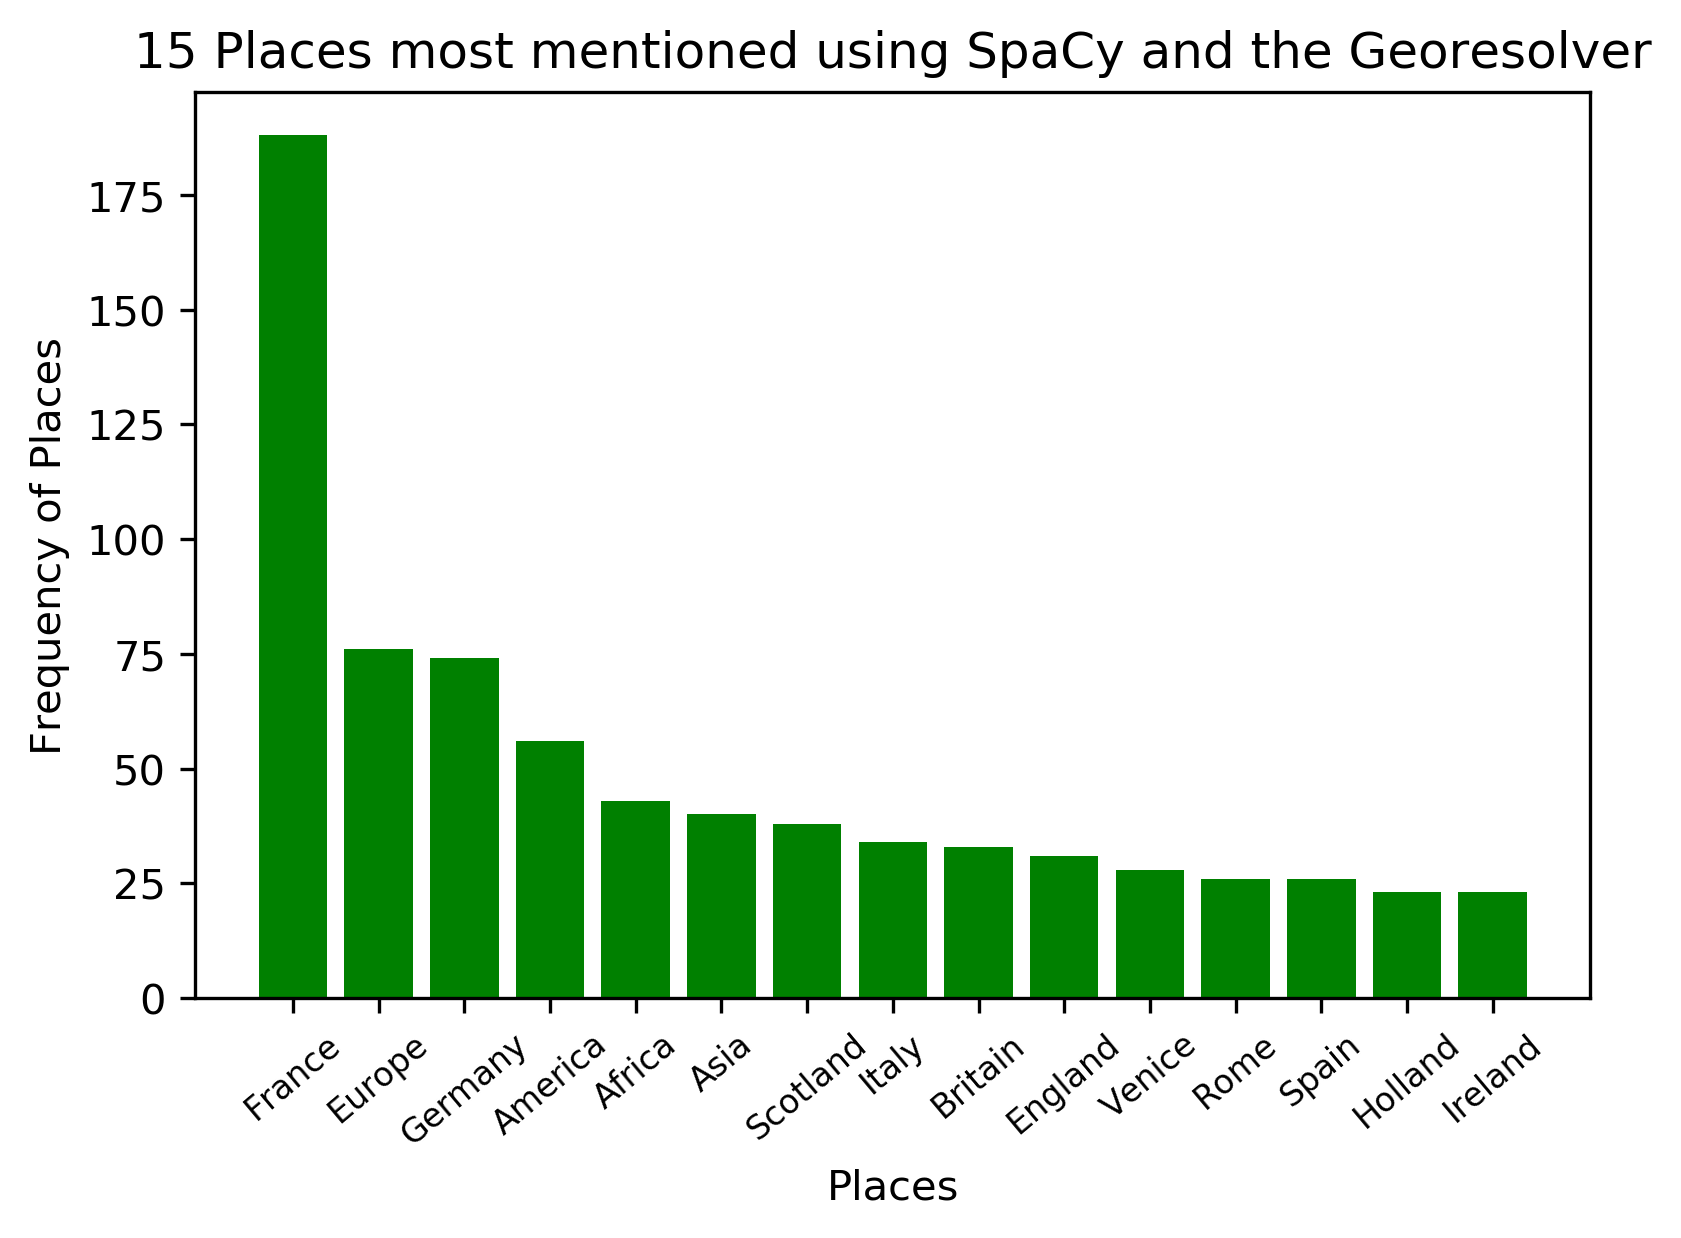 15 Places most mentioned using SpaCy and the Georesolver
Frequency of Places
175
150
125
100
75
50
25
0
France
Europe
Germany
America
Africa
Asia
Scotland
Italy
Britain
England
Venice
Rome
Spain
Holland
Ireland
Places